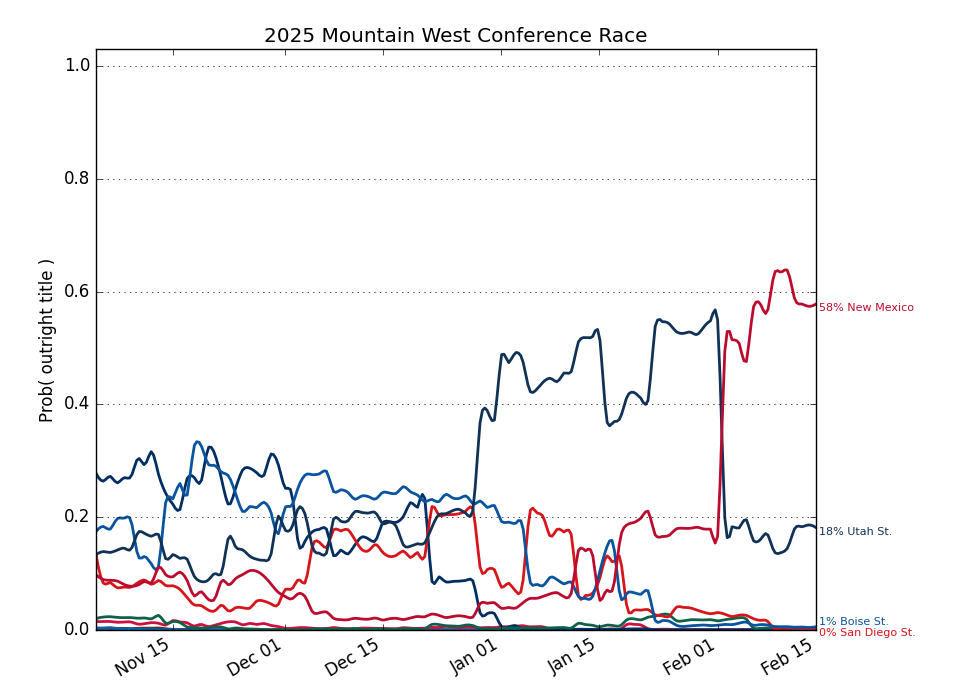 2025 Mountain West Conference Race
Prob( outright title )
1.0
0.8
0.6
0.4
0.2
0.0
58% New Mexico
18% Utah St.
1% Boise St.
0% San Diego St.
Nov 15
Dec 01
Dec 15
Jan 01
Jan 15
Feb 01
Feb 15